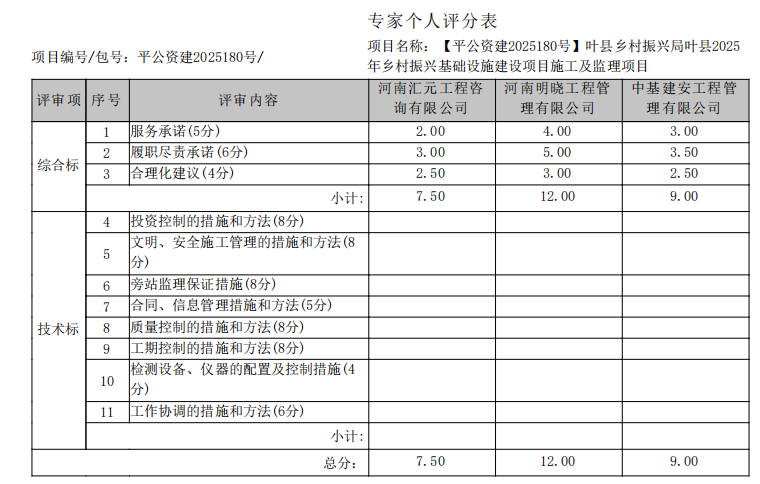 专家个人评分表
项目编号/包号: 平公资建2025180号/
项目名称: 【平公资建2025180号】叶县乡村振兴局叶县2025
年乡村振兴基础设施建设项目施工及监理项目
评审项 序号 评审内容 河南汇元工程咨 河南明晓工程管 中基建安工程管
询有限公司 理有限公司 理有限公司
综合标
1 服务承诺(5分) 2.00 4.00 3.00
2 履职尽责承诺(6分) 3.00 5.00 3.50
3 合理化建议(4分) 2.50 3.00 2.50
小计: 7.50 12.00 9.00
技术标
4 投资控制的措施和方法(8分)
5 文明、安全施工管理的措施和方法(8
分)
6 旁站监理保证措施(8分)
7 合同、信息管理措施和方法(5分)
8 质量控制的措施和方法(8分)
9 工期控制的措施和方法(8分)
10 检测设备、仪器的配置及控制措施(4
分)
11 工作协调的措施和方法(6分)
小计:
总分: 7.50 12.00 9.00